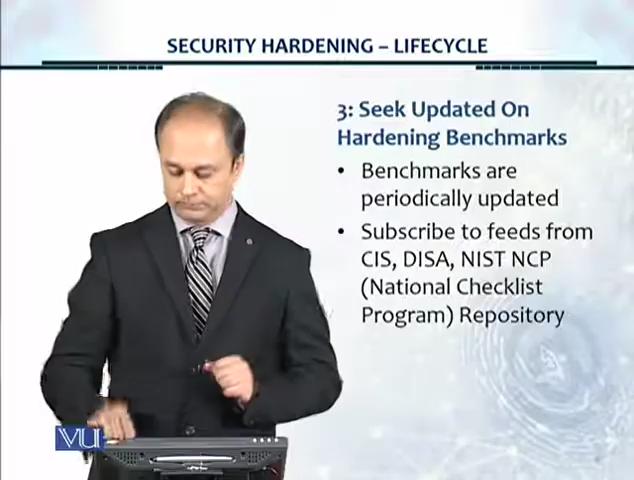 SECURITY HARDENING – LIFECYCLE
3: Seek Updated On
Hardening Benchmarks
• Benchmarks are
periodically updated
• Subscribe to feeds from
CIS, DISA, NIST NCP
(National Checklist
Program) Repository
VU